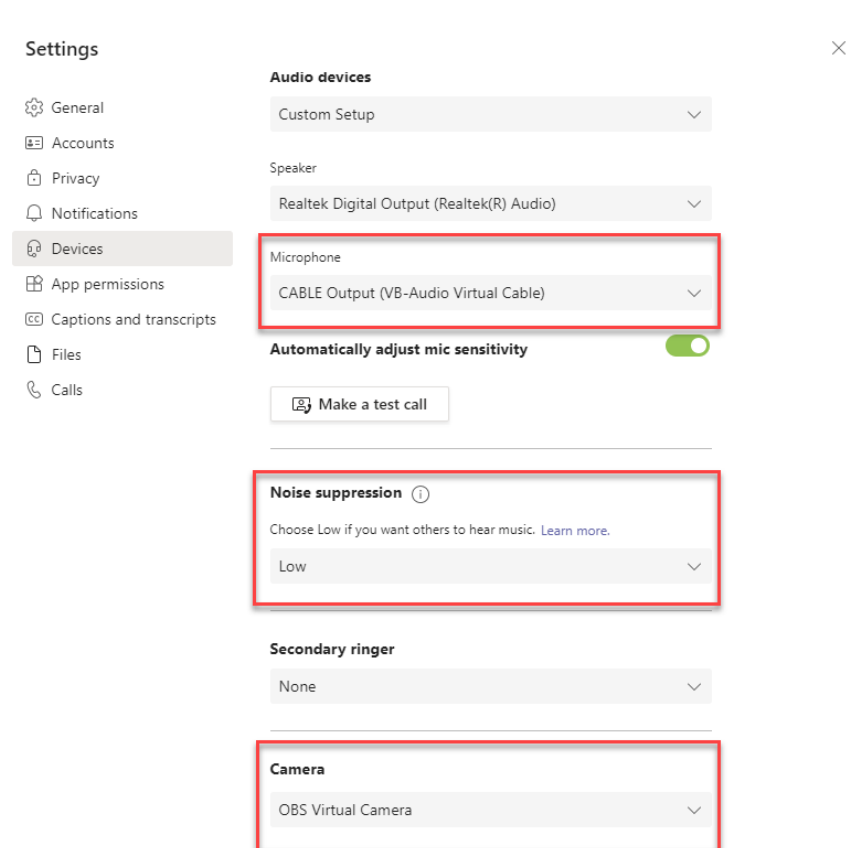 Settings
General
Accounts
Privacy
Notifications
Devices
App permissions
CC Captions and transcripts
Files
Calls
Audio devices
Custom Setup
Speaker
Realtek Digital Output (Realtek(R) Audio)
Microphone
CABLE Output (VB-Audio Virtual Cable)
Automatically adjust mic sensitivity
Make a test call
Noise suppression
Choose Low if you want others to hear music. Learn more.
Low
Secondary ringer
None
Camera
OBS Virtual Camera